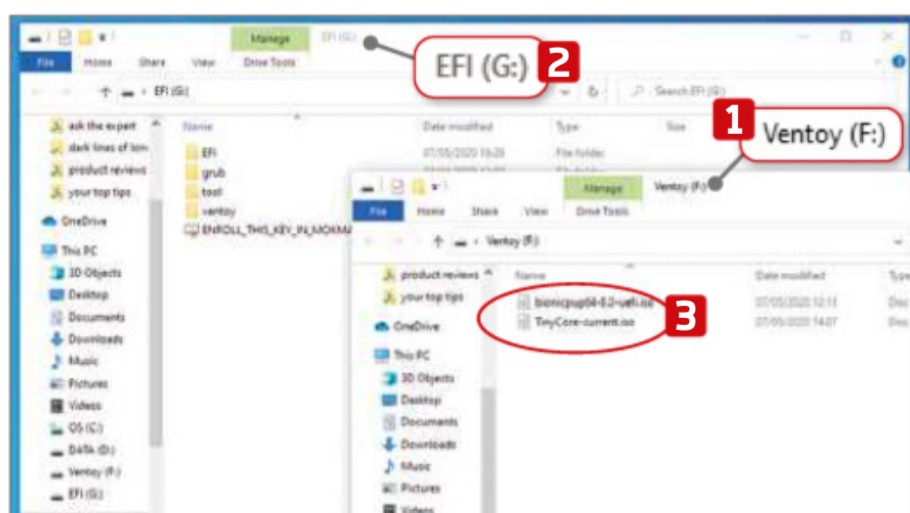 Manage EFI (G:)
File Home Share View Drive Tools
EFI (G:) 2
EFI (G:)
Search EFI (G:)
1 Ventoy (F:)
ask the expert
dark lines of lon
product reviews
your top tips
OneDrive
This PC
3D Objects
Desktop
Documents
Downloads
Music
Pictures
Videos
OS (C:)
DATA (D:)
Ventoy (F:)
EFI (G:)
Name Date modified Type Size
EFI 07/05/2020 File folder
grub
tool
ventoy
ENROLL_THIS_KEY_IN_MOKMA
Manage Ventoy (F:)
File Home Share View Drive Tools
Ventoy (F:)
product reviews
your top tips
OneDrive
This PC
3D Objects
Desktop
Documents
Downloads
Music
Pictures
Videos
Name Date modified Type
bionicpup64-8.0-uefi.iso 07/05/2020 12:11 Disc
TinyCore-current.iso 07/05/2020 14:07 Disc
3